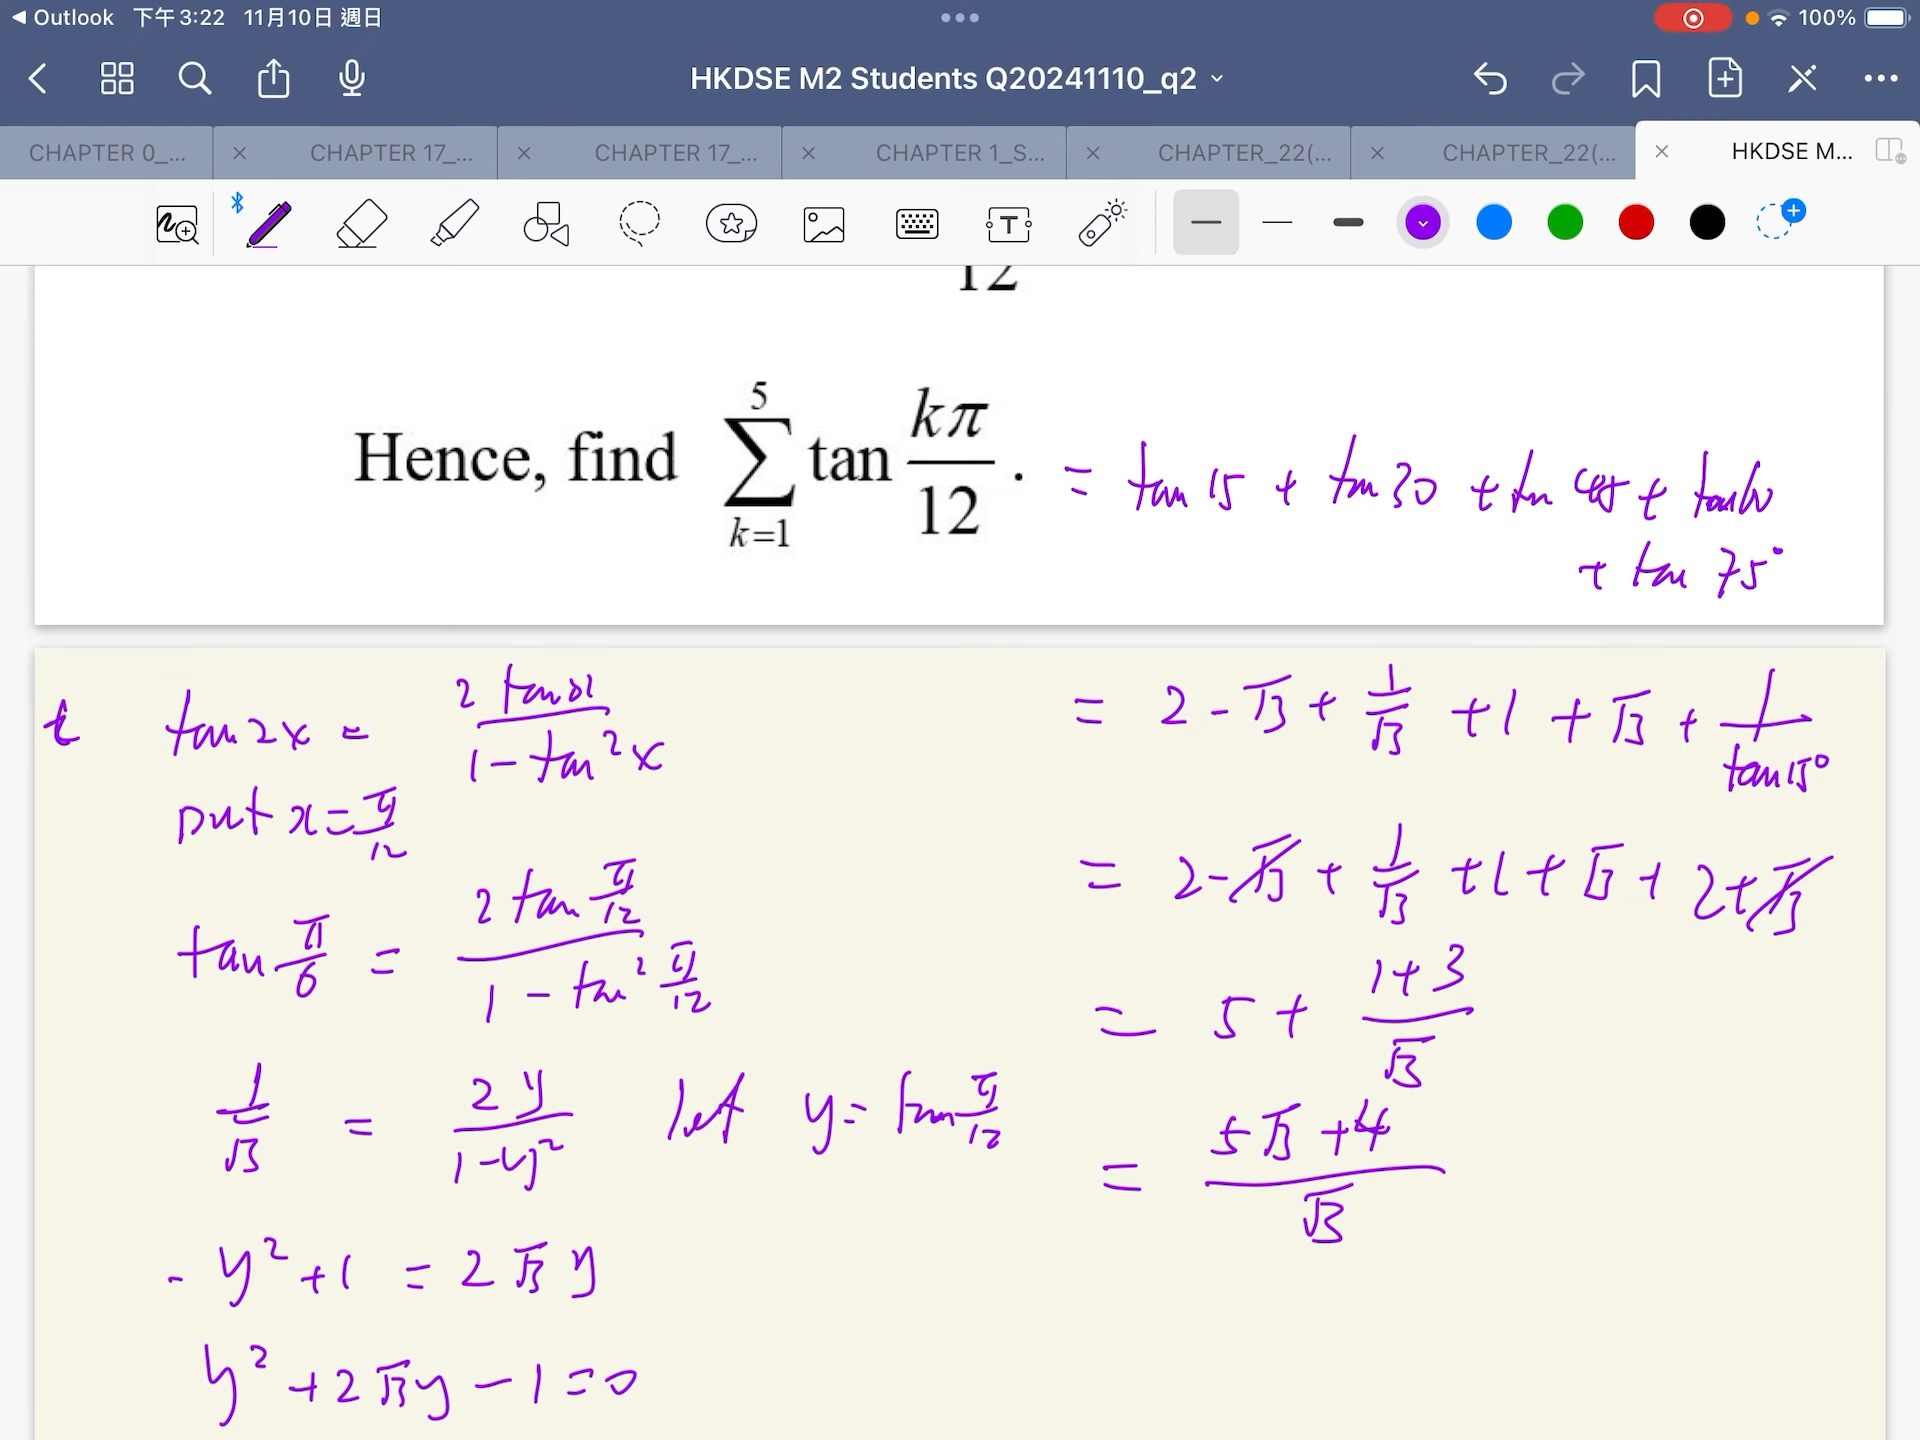 ◀ Outlook 下午3:22 11月10日 週日 100%
HKDSE M2 Students Q20241110_q2
CHAPTER 0_... × CHAPTER 17_... × CHAPTER 17_... × CHAPTER 1_S... × CHAPTER_22(... × CHAPTER_22(... × HKDSE M...
12
Hence, find ∑_{k=1}^{5} tan kπ/12 . = tan 15 + tan 30 + tan 45 + tan 60
+ tan 75°
i tan 2x = 2 tan x / (1 - tan² x)
put x = π/12
tan π/6 = 2 tan π/12 / (1 - tan² π/12)
1/√3 = 2y / (1-y²) let y = tan π/12
- y² + 1 = 2√3 y
y² + 2√3y - 1 = 0
= 2 - √3 + 1/√3 + 1 + √3 + 1/tan 15°
= 2 - √3 + 1/√3 + 1 + √3 + 2 + √3
= 5 + (1+3)/√3
= (5√3 + 4)/√3